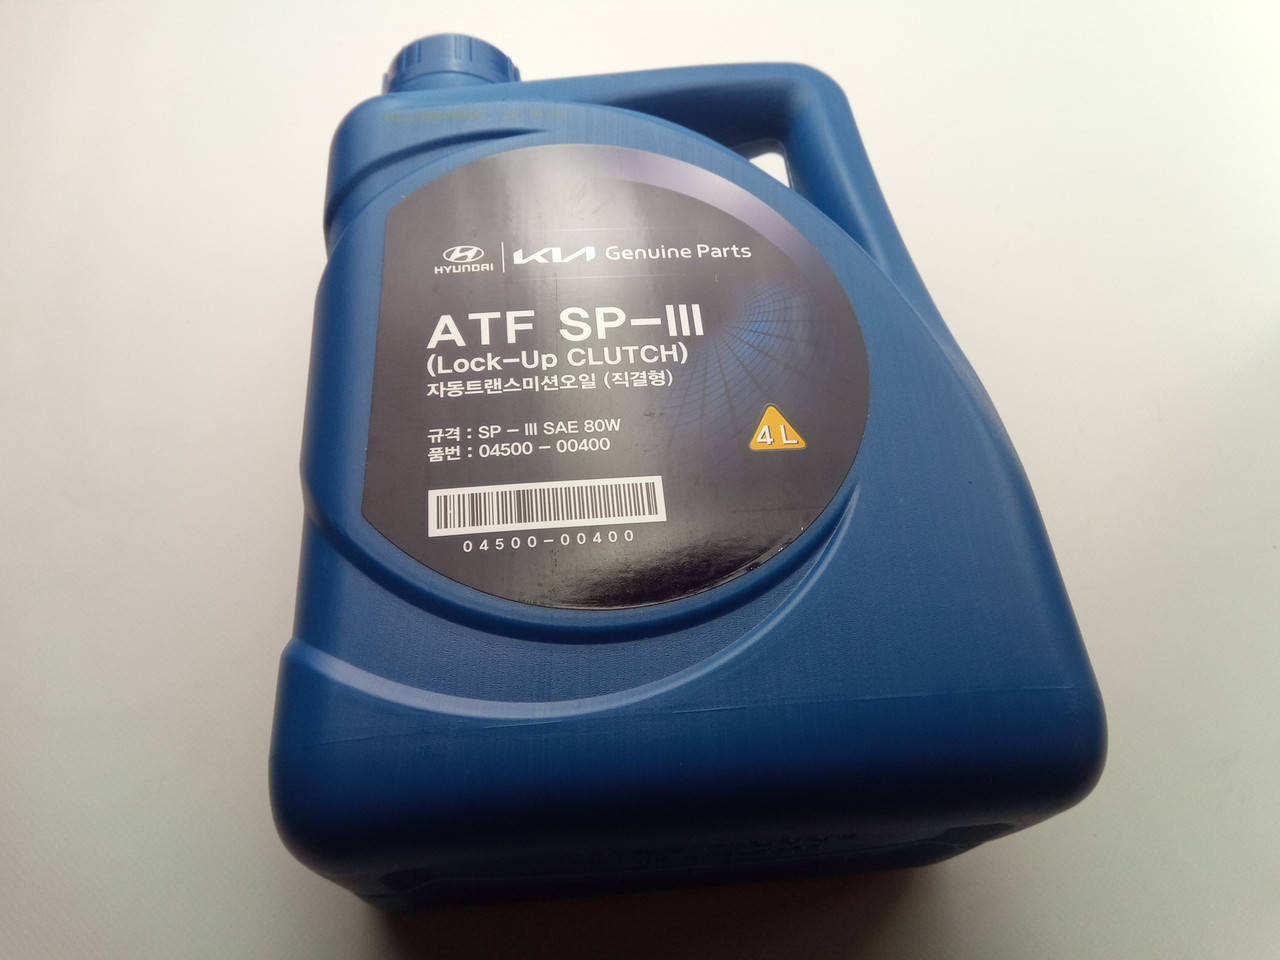 HYUNDAI KIA Genuine Parts
ATF SP-III
(Lock-Up CLUTCH)
자동트랜스미션오일 (직결형)
규격 : SP - III SAE 80W
품번 : 04500 - 00400
4 L
04500-00400